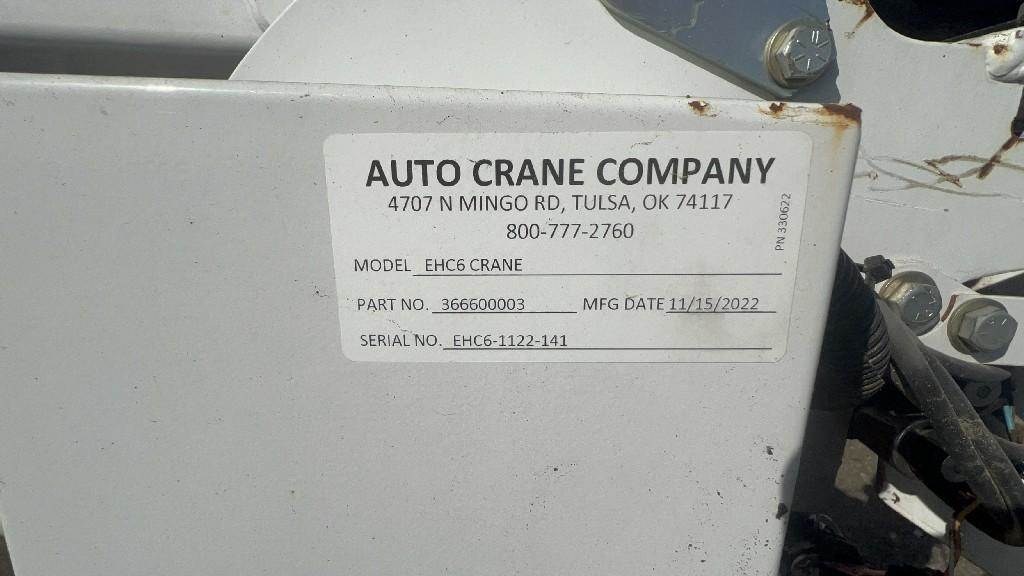 AUTO CRANE COMPANY
4707 N MINGO RD, TULSA, OK 74117
800-777-2760
PN 330622
MODEL EHC6 CRANE
PART NO. 366600003 MFG DATE 11/15/2022
SERIAL NO. EHC6-1122-141